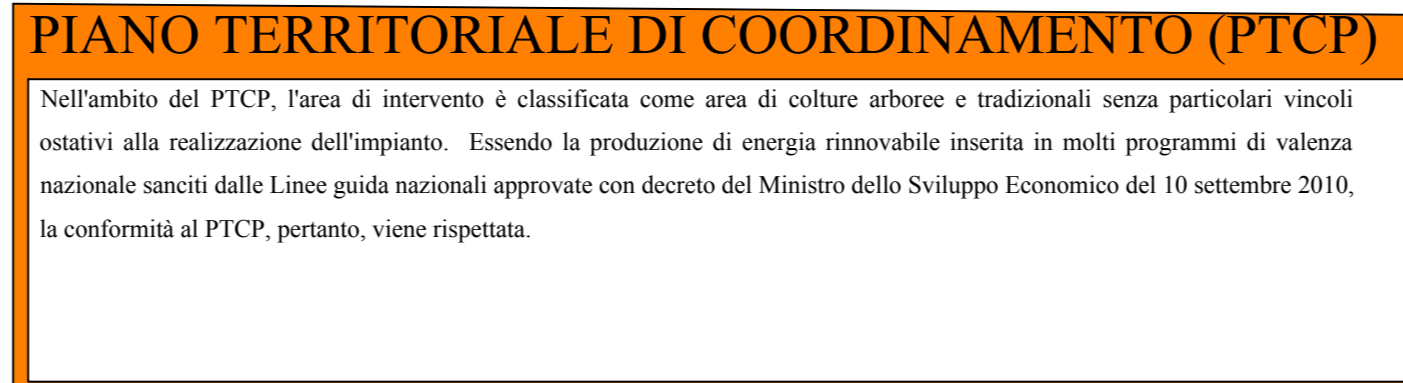 PIANO TERRITORIALE DI COORDINAMENTO (PTCP)
Nell'ambito del PTCP, l'area di intervento è classificata come area di colture arboree e tradizionali senza particolari vincoli
ostativi alla realizzazione dell'impianto. Essendo la produzione di energia rinnovabile inserita in molti programmi di valenza
nazionale sanciti dalle Linee guida nazionali approvate con decreto del Ministro dello Sviluppo Economico del 10 settembre 2010,
la conformità al PTCP, pertanto, viene rispettata.